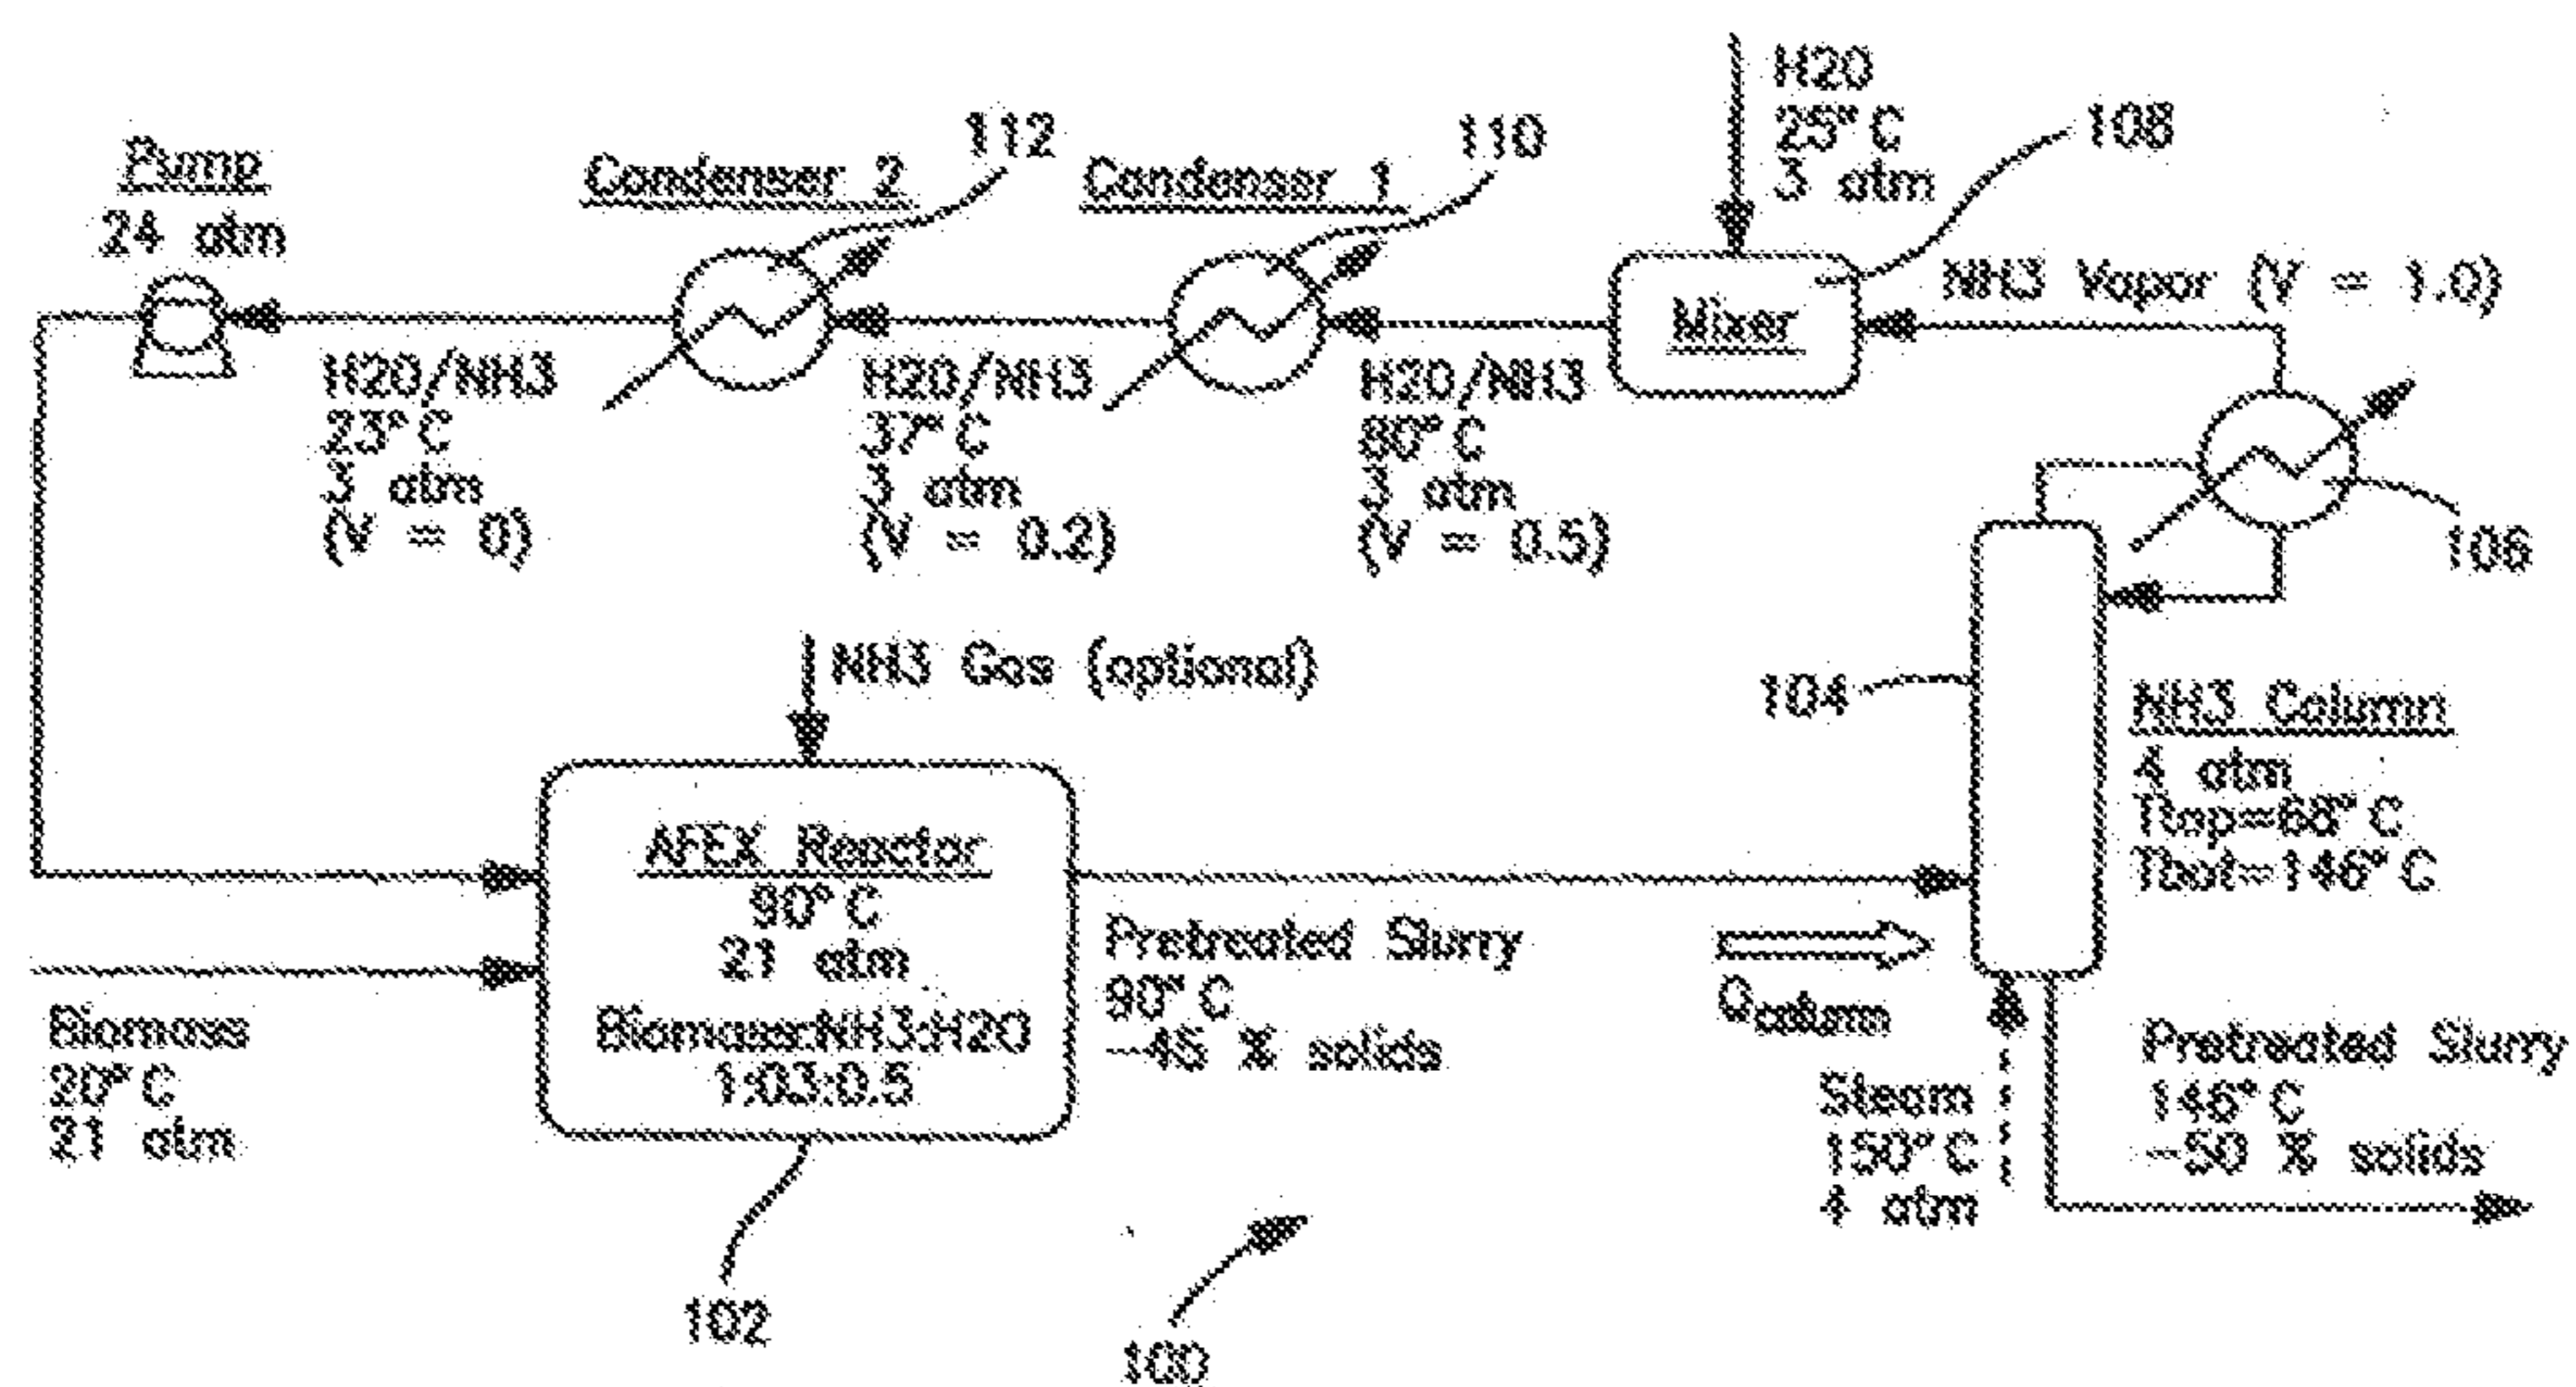 Pump
24 atm
Condenser 2
112
Condenser 1
110
H2O
25°C
3 atm
108
Mixer
NH3 Vapor (V = 1.0)
106
H2O/NH3
23°C
3 atm
(V = 0)
H2O/NH3
37°C
3 atm
(V = 0.2)
H2O/NH3
3 atm
(V = 0.5)
NH3 Gas (optional)
104
NH3 Column
4 atm
Ttop=68°C
Tbot=146°C
AFEX Reactor
90°C
21 atm
Biomass:NH3:H2O
1:03:0.5
Biomass
20°C
21 atm
Pretreated Slurry
90°C
~45 % solids
Qcolumn
Steam
150°C
4 atm
Pretreated Slurry
146°C
~50 % solids
102
100